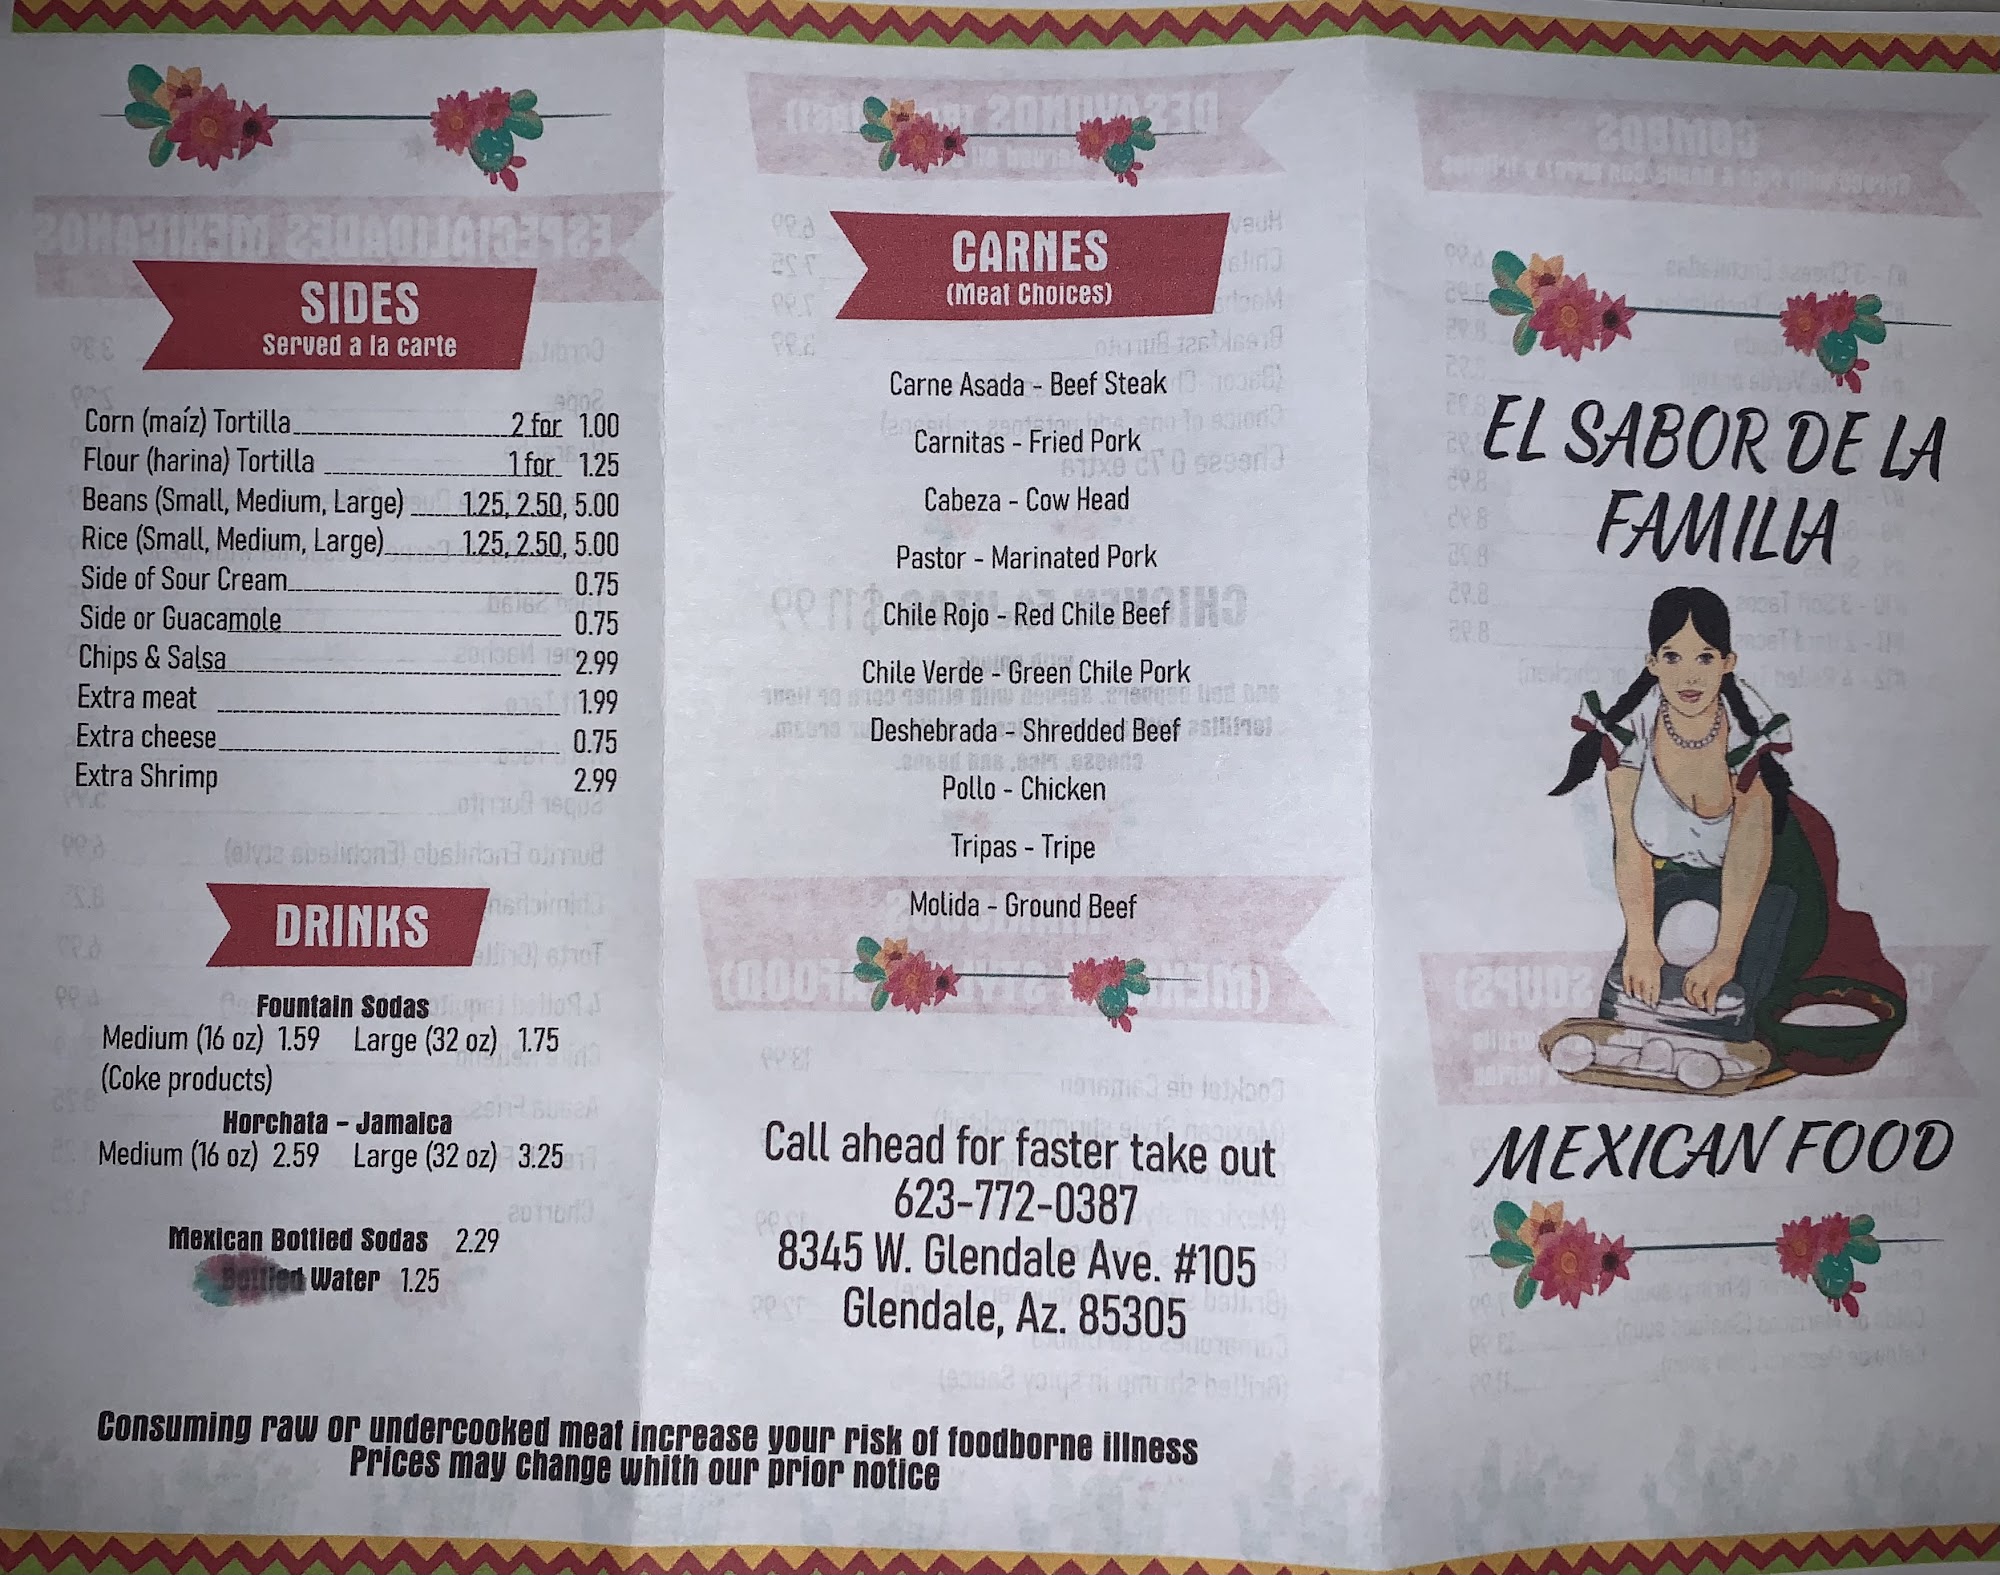 SIDES
Served a la carte
Corn (maíz) Tortilla 2 for 1.00
Flour (harina) Tortilla 1 for 1.25
Beans (Small, Medium, Large) 1.25, 2.50, 5.00
Rice (Small, Medium, Large) 1.25, 2.50, 5.00
Side of Sour Cream 0.75
Side or Guacamole 0.75
Chips & Salsa 2.99
Extra meat 1.99
Extra cheese 0.75
Extra Shrimp 2.99
DRINKS
Fountain Sodas
Medium (16 oz) 1.59 Large (32 oz) 1.75
(Coke products)
Horchata - Jamaica
Medium (16 oz) 2.59 Large (32 oz) 3.25
Mexican Bottled Sodas 2.29
Bottled Water 1.25
CARNES
(Meat Choices)
Carne Asada - Beef Steak
Carnitas - Fried Pork
Cabeza - Cow Head
Pastor - Marinated Pork
Chile Rojo - Red Chile Beef
Chile Verde - Green Chile Pork
Deshebrada - Shredded Beef
Pollo - Chicken
Tripas - Tripe
Molida - Ground Beef
Call ahead for faster take out
623-772-0387
8345 W. Glendale Ave. #105
Glendale, Az. 85305
Consuming raw or undercooked meat increase your risk of foodborne illness
Prices may change whith our prior notice
EL SABOR DE LA
FAMILIA
MEXICAN FOOD